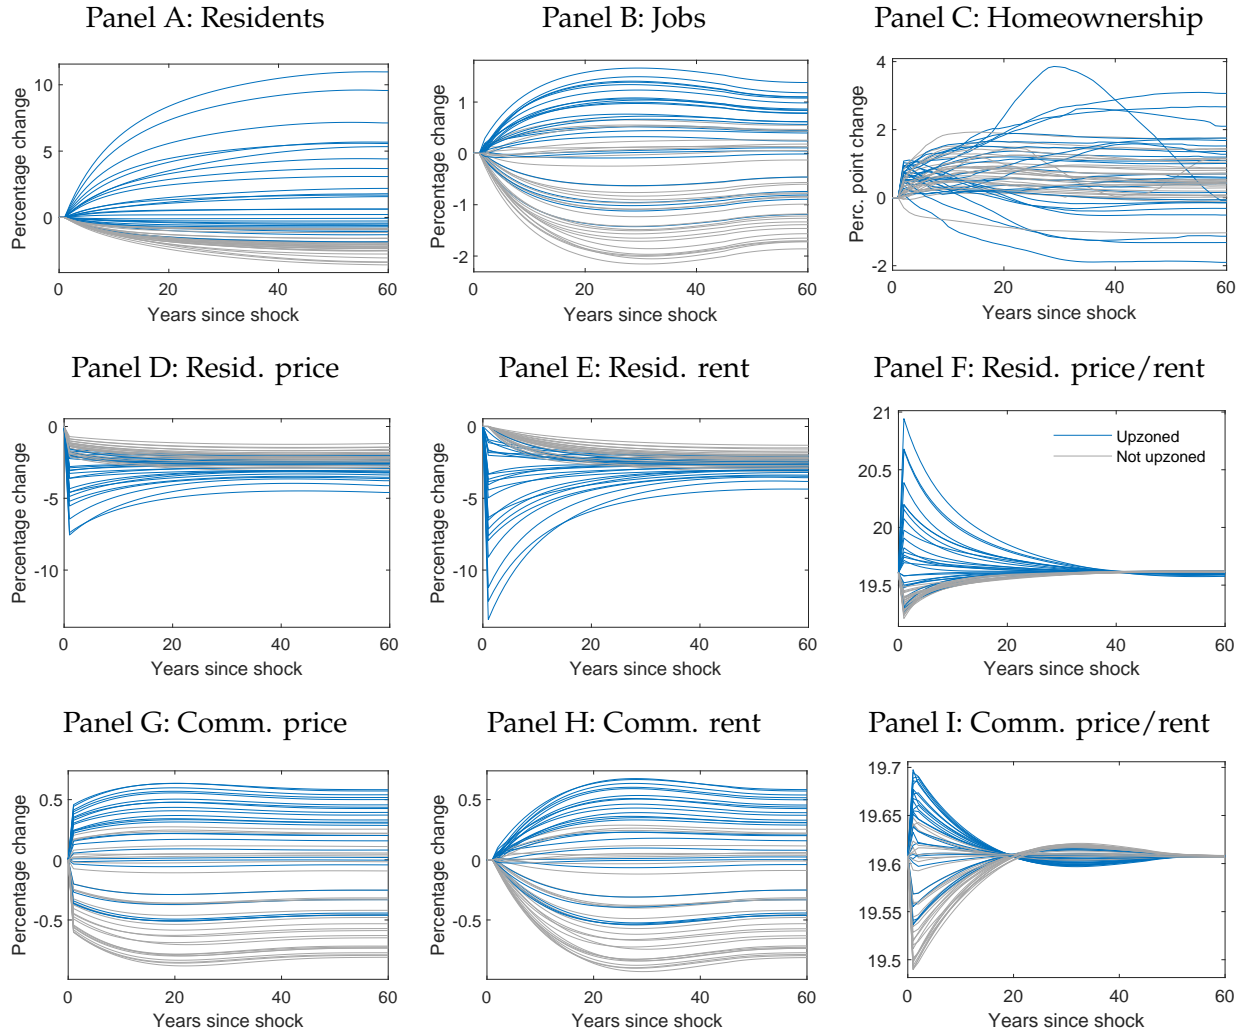 Panel A: Residents
Panel B: Jobs
Panel C: Homeownership
Percentage change
10
5
0
0
20
40
60
Years since shock
Percentage change
1
0
-1
-2
0
20
40
60
Years since shock
Perc. point change
4
2
0
-2
0
20
40
60
Years since shock
Panel D: Resid. price
Panel E: Resid. rent
Panel F: Resid. price/rent
Percentage change
0
-5
-10
0
20
40
60
Years since shock
Percentage change
0
-5
-10
0
20
40
60
Years since shock
21
20.5
20
19.5
Upzoned
Not upzoned
0
20
40
60
Years since shock
Panel G: Comm. price
Panel H: Comm. rent
Panel I: Comm. price/rent
Percentage change
0.5
0
-0.5
0
20
40
60
Years since shock
Percentage change
0.5
0
-0.5
0
20
40
60
Years since shock
19.7
19.65
19.6
19.55
19.5
0
20
40
60
Years since shock